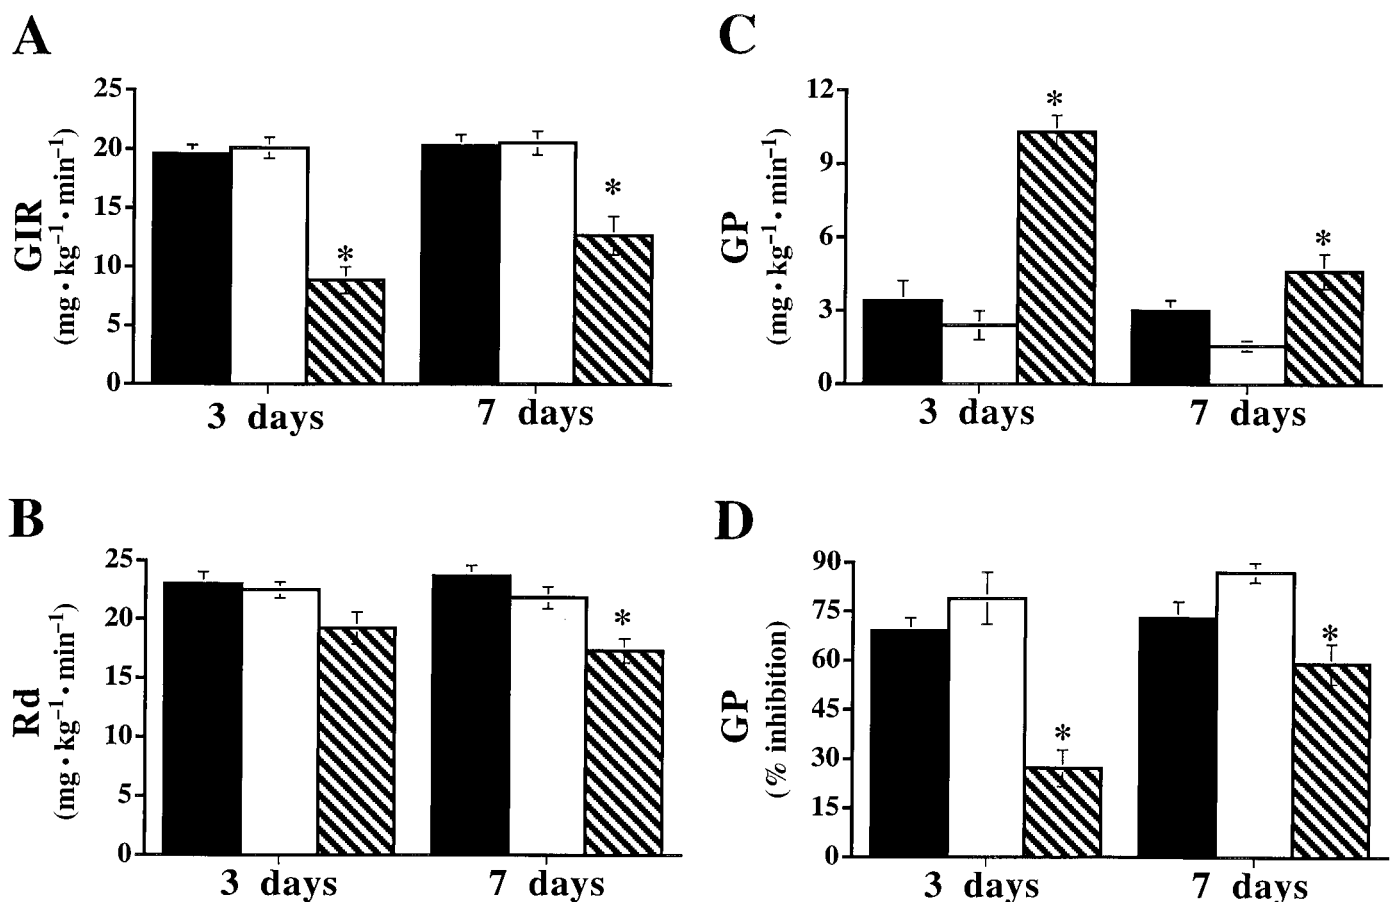 A
GIR
(mg • kg⁻¹ • min⁻¹)
25
20
15
10
5
0
*
*
3 days
7 days
C
GP
(mg • kg⁻¹ • min⁻¹)
12
9
6
3
0
*
*
3 days
7 days
B
Rd
(mg • kg⁻¹ • min⁻¹)
25
20
15
10
5
0
*
3 days
7 days
D
GP
(% inhibition)
90
75
60
45
30
15
0
*
*
3 days
7 days